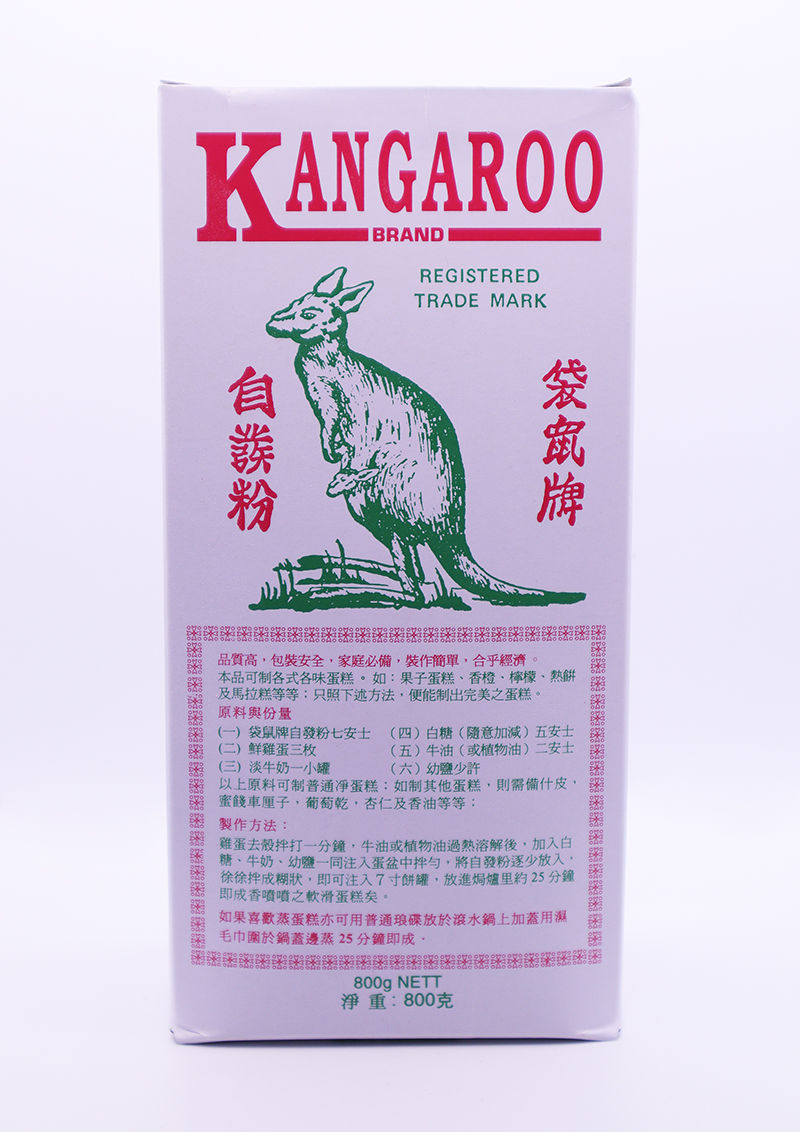 KANGAROO
BRAND
REGISTERED
TRADE MARK
袋鼠牌
自發粉
品質高，包裝安全，家庭必備，裝作簡單，合乎經濟。
本品可制各式各味蛋糕。如：果子蛋糕、香橙、檸檬、熱餅
及馬拉糕等等；只照下述方法，便能制出完美之蛋糕。
原料與份量
(一) 袋鼠牌自發粉七安士 （四）白糖（隨意加減）五安士
(二) 鮮雞蛋三枚 （五）牛油（或植物油）二安士
(三) 淡牛奶一小罐 （六）幼鹽少許
以上原料可制普通凈蛋糕；如制其他蛋糕，則需備什皮，
蜜餞車厘子，葡萄乾，杏仁及香油等等；
製作方法：
雞蛋去殼拌打一分鐘，牛油或植物油過熱溶解後，加入白
糖、牛奶、幼鹽一同注入蛋盆中拌勻，將自發粉逐少放入，
徐徐拌成糊狀，即可注入７寸餅罐，放進焗爐里約25分鐘
即成香噴噴之軟滑蛋糕矣。
如果喜歡蒸蛋糕亦可用普通琅碟放於滾水鍋上加蓋用濕
毛巾圍於鍋蓋邊蒸25分鐘即成．
800g NETT
淨 重：800克